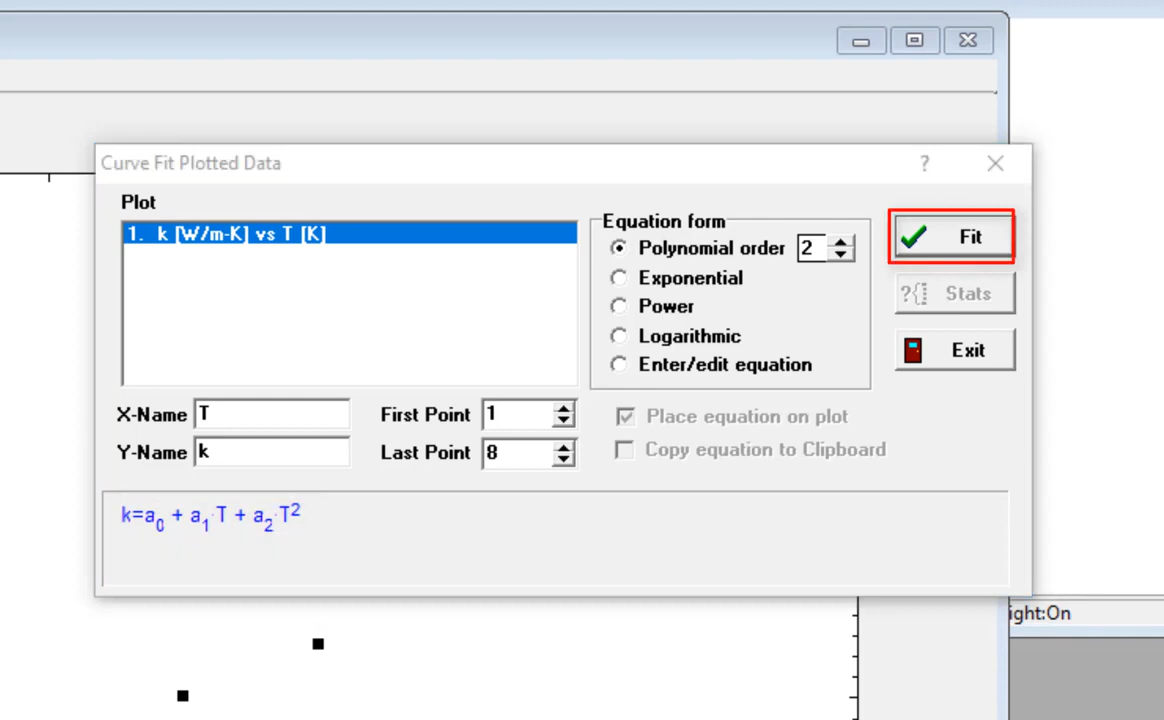 Curve Fit Plotted Data
?
Plot
1. k [W/m-K] vs T [K]
Equation form
Polynomial order 2
Exponential
Power
Logarithmic
Enter/edit equation
Fit
?{ Stats
Exit
X-Name T
First Point 1
Place equation on plot
Y-Name k
Last Point 8
Copy equation to Clipboard
k=a₀ + a₁·T + a₂·T²
ight:On